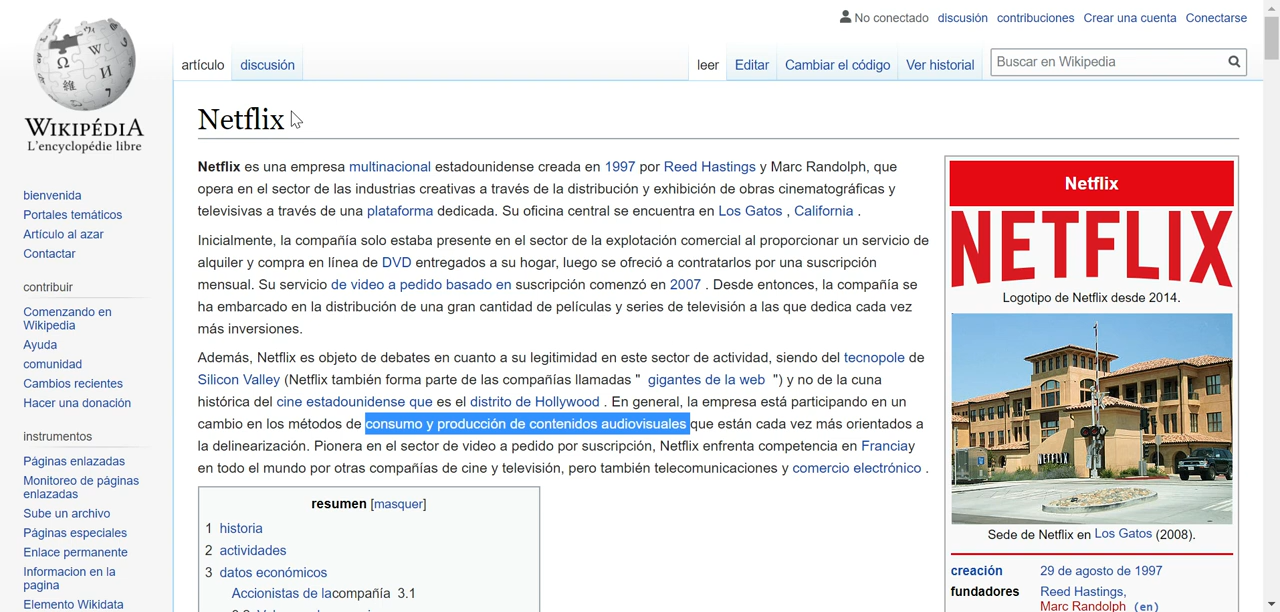 No conectado discusión contribuciones Crear una cuenta Conectarse
artículo discusión leer Editar Cambiar el código Ver historial Buscar en Wikipedia
WIKIPÉDIA
L'encyclopédie libre
bienvenida
Portales temáticos
Artículo al azar
Contactar
contribuir
Comenzando en
Wikipedia
Ayuda
comunidad
Cambios recientes
Hacer una donación
instrumentos
Páginas enlazadas
Monitoreo de páginas
enlazadas
Sube un archivo
Páginas especiales
Enlace permanente
Informacion en la
pagina
Elemento Wikidata
Netflix
Netflix es una empresa multinacional estadounidense creada en 1997 por Reed Hastings y Marc Randolph, que
opera en el sector de las industrias creativas a través de la distribución y exhibición de obras cinematográficas y
televisivas a través de una plataforma dedicada. Su oficina central se encuentra en Los Gatos , California .
Inicialmente, la compañía solo estaba presente en el sector de la explotación comercial al proporcionar un servicio de
alquiler y compra en línea de DVD entregados a su hogar, luego se ofreció a contratarlos por una suscripción
mensual. Su servicio de video a pedido basado en suscripción comenzó en 2007 . Desde entonces, la compañía se
ha embarcado en la distribución de una gran cantidad de películas y series de televisión a las que dedica cada vez
más inversiones.
Además, Netflix es objeto de debates en cuanto a su legitimidad en este sector de actividad, siendo del tecnopole de
Silicon Valley (Netflix también forma parte de las compañías llamadas " gigantes de la web ") y no de la cuna
histórica del cine estadounidense que es el distrito de Hollywood . En general, la empresa está participando en un
cambio en los métodos de consumo y producción de contenidos audiovisuales que están cada vez más orientados a
la delinearización. Pionera en el sector de video a pedido por suscripción, Netflix enfrenta competencia en Franciay
en todo el mundo por otras compañías de cine y televisión, pero también telecomunicaciones y comercio electrónico .
resumen [masquer]
1 historia
2 actividades
3 datos económicos
Accionistas de lacompañía 3.1
Netflix
NETFLIX
Logotipo de Netflix desde 2014.
Sede de Netflix en Los Gatos (2008).
creación 29 de agosto de 1997
fundadores Reed Hastings,
Marc Randolph (en)